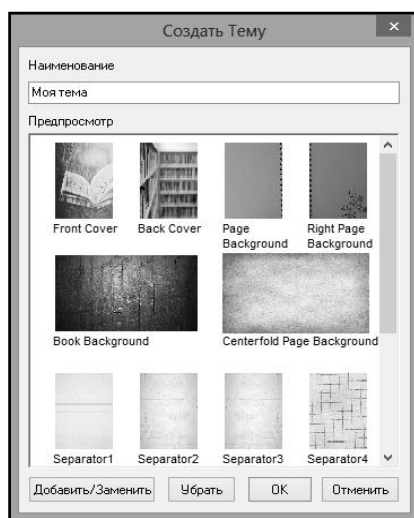 Создать Тему
Наименование
Моя тема
Предпросмотр
Front Cover Back Cover Page Background Right Page Background
Book Background Centerfold Page Background
Separator1 Separator2 Separator3 Separator4
Добавить/Заменить Убрать OK Отменить